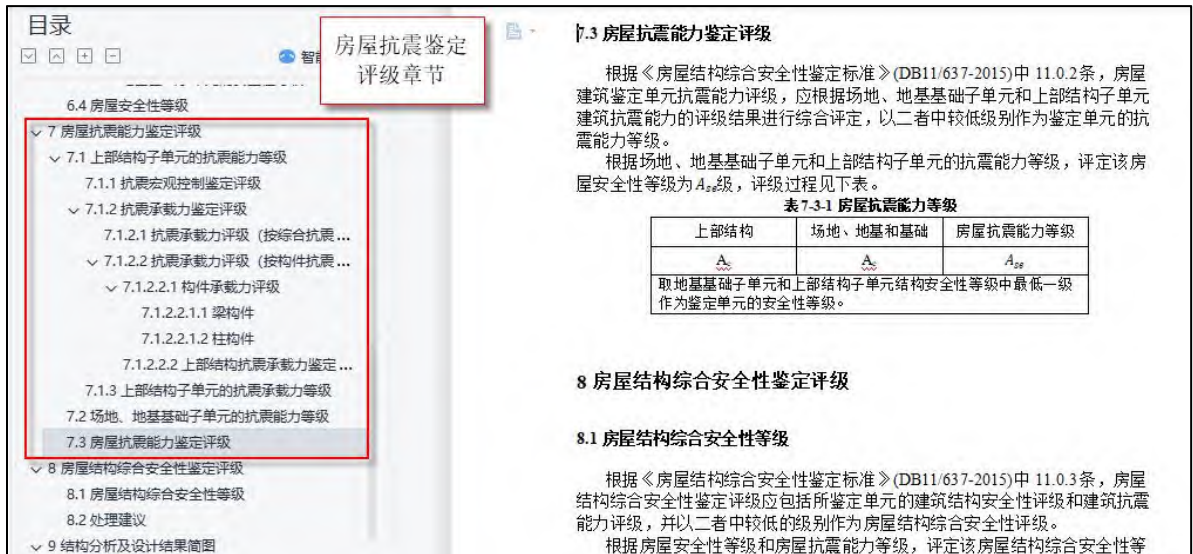 目录
智能
房屋抗震鉴定
评级章节
6.4 房屋安全性等级
7 房屋抗震能力鉴定评级
7.1 上部结构子单元的抗震能力等级
7.1.1 抗震宏观控制鉴定评级
7.1.2 抗震承载力鉴定评级
7.1.2.1 抗震承载力评级（按综合抗震 ...
7.1.2.2 抗震承载力评级（按构件抗震 ...
7.1.2.2.1 构件承载力评级
7.1.2.2.1.1 梁构件
7.1.2.2.1.2 柱构件
7.1.2.2.2 上部结构抗震承载力鉴定 ...
7.1.3 上部结构子单元的抗震承载力等级
7.2 场地、地基基础子单元的抗震能力等级
7.3 房屋抗震能力鉴定评级
8 房屋结构综合安全性鉴定评级
8.1 房屋结构综合安全性等级
8.2 处理建议
9 结构分析及设计结果简图
7.3 房屋抗震能力鉴定评级
根据《房屋结构综合安全性鉴定标准》(DB11/637-2015)中 11.0.2条，房屋
建筑鉴定单元抗震能力评级，应根据场地、地基基础子单元和上部结构子单元
建筑抗震能力的评级结果进行综合评定，以二者中较低级别作为鉴定单元的抗
震能力等级。
根据场地、地基基础子单元和上部结构子单元的抗震能力等级，评定该房
屋安全性等级为Ase级，评级过程见下表。
表7-3-1 房屋抗震能力等级
上部结构 场地、地基和基础 房屋抗震能力等级
Ae Ae Ase
取地基基础子单元和上部结构子单元结构安全性等级中最低一级
作为鉴定单元的安全性等级。
8 房屋结构综合安全性鉴定评级
8.1 房屋结构综合安全性等级
根据《房屋结构综合安全性鉴定标准》(DB11/637-2015)中 11.0.3条，房屋
结构综合安全性鉴定评级应包括所鉴定单元的建筑结构安全性评级和建筑抗震
能力评级，并以二者中较低的级别作为房屋结构综合安全性评级。
根据房屋安全性等级和房屋抗震能力等级，评定该房屋结构综合安全性等